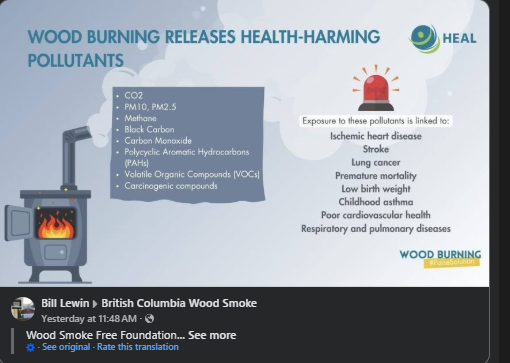 WOOD BURNING RELEASES HEALTH-HARMING
POLLUTANTS
HEAL
• CO2
• PM10, PM2.5
• Methane
• Black Carbon
• Carbon Monoxide
• Polycyclic Aromatic Hydrocarbons
(PAHs)
• Volatile Organic Compounds (VOCs)
• Carcinogenic compounds
Exposure to these pollutants is linked to:
Ischemic heart disease
Stroke
Lung cancer
Premature mortality
Low birth weight
Childhood asthma
Poor cardiovascular health
Respiratory and pulmonary diseases
WOOD BURNING
#FalseSolution
Bill Lewin British Columbia Wood Smoke
Yesterday at 11:48 AM ·
Wood Smoke Free Foundation... See more
· See original · Rate this translation